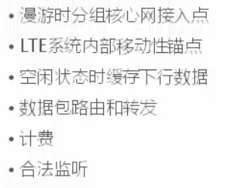 • 漫游时分组核心网接入点
• LTE系统内部移动性锚点
• 空闲状态时缓存下行数据
• 数据包路由和转发
• 计费
• 合法监听